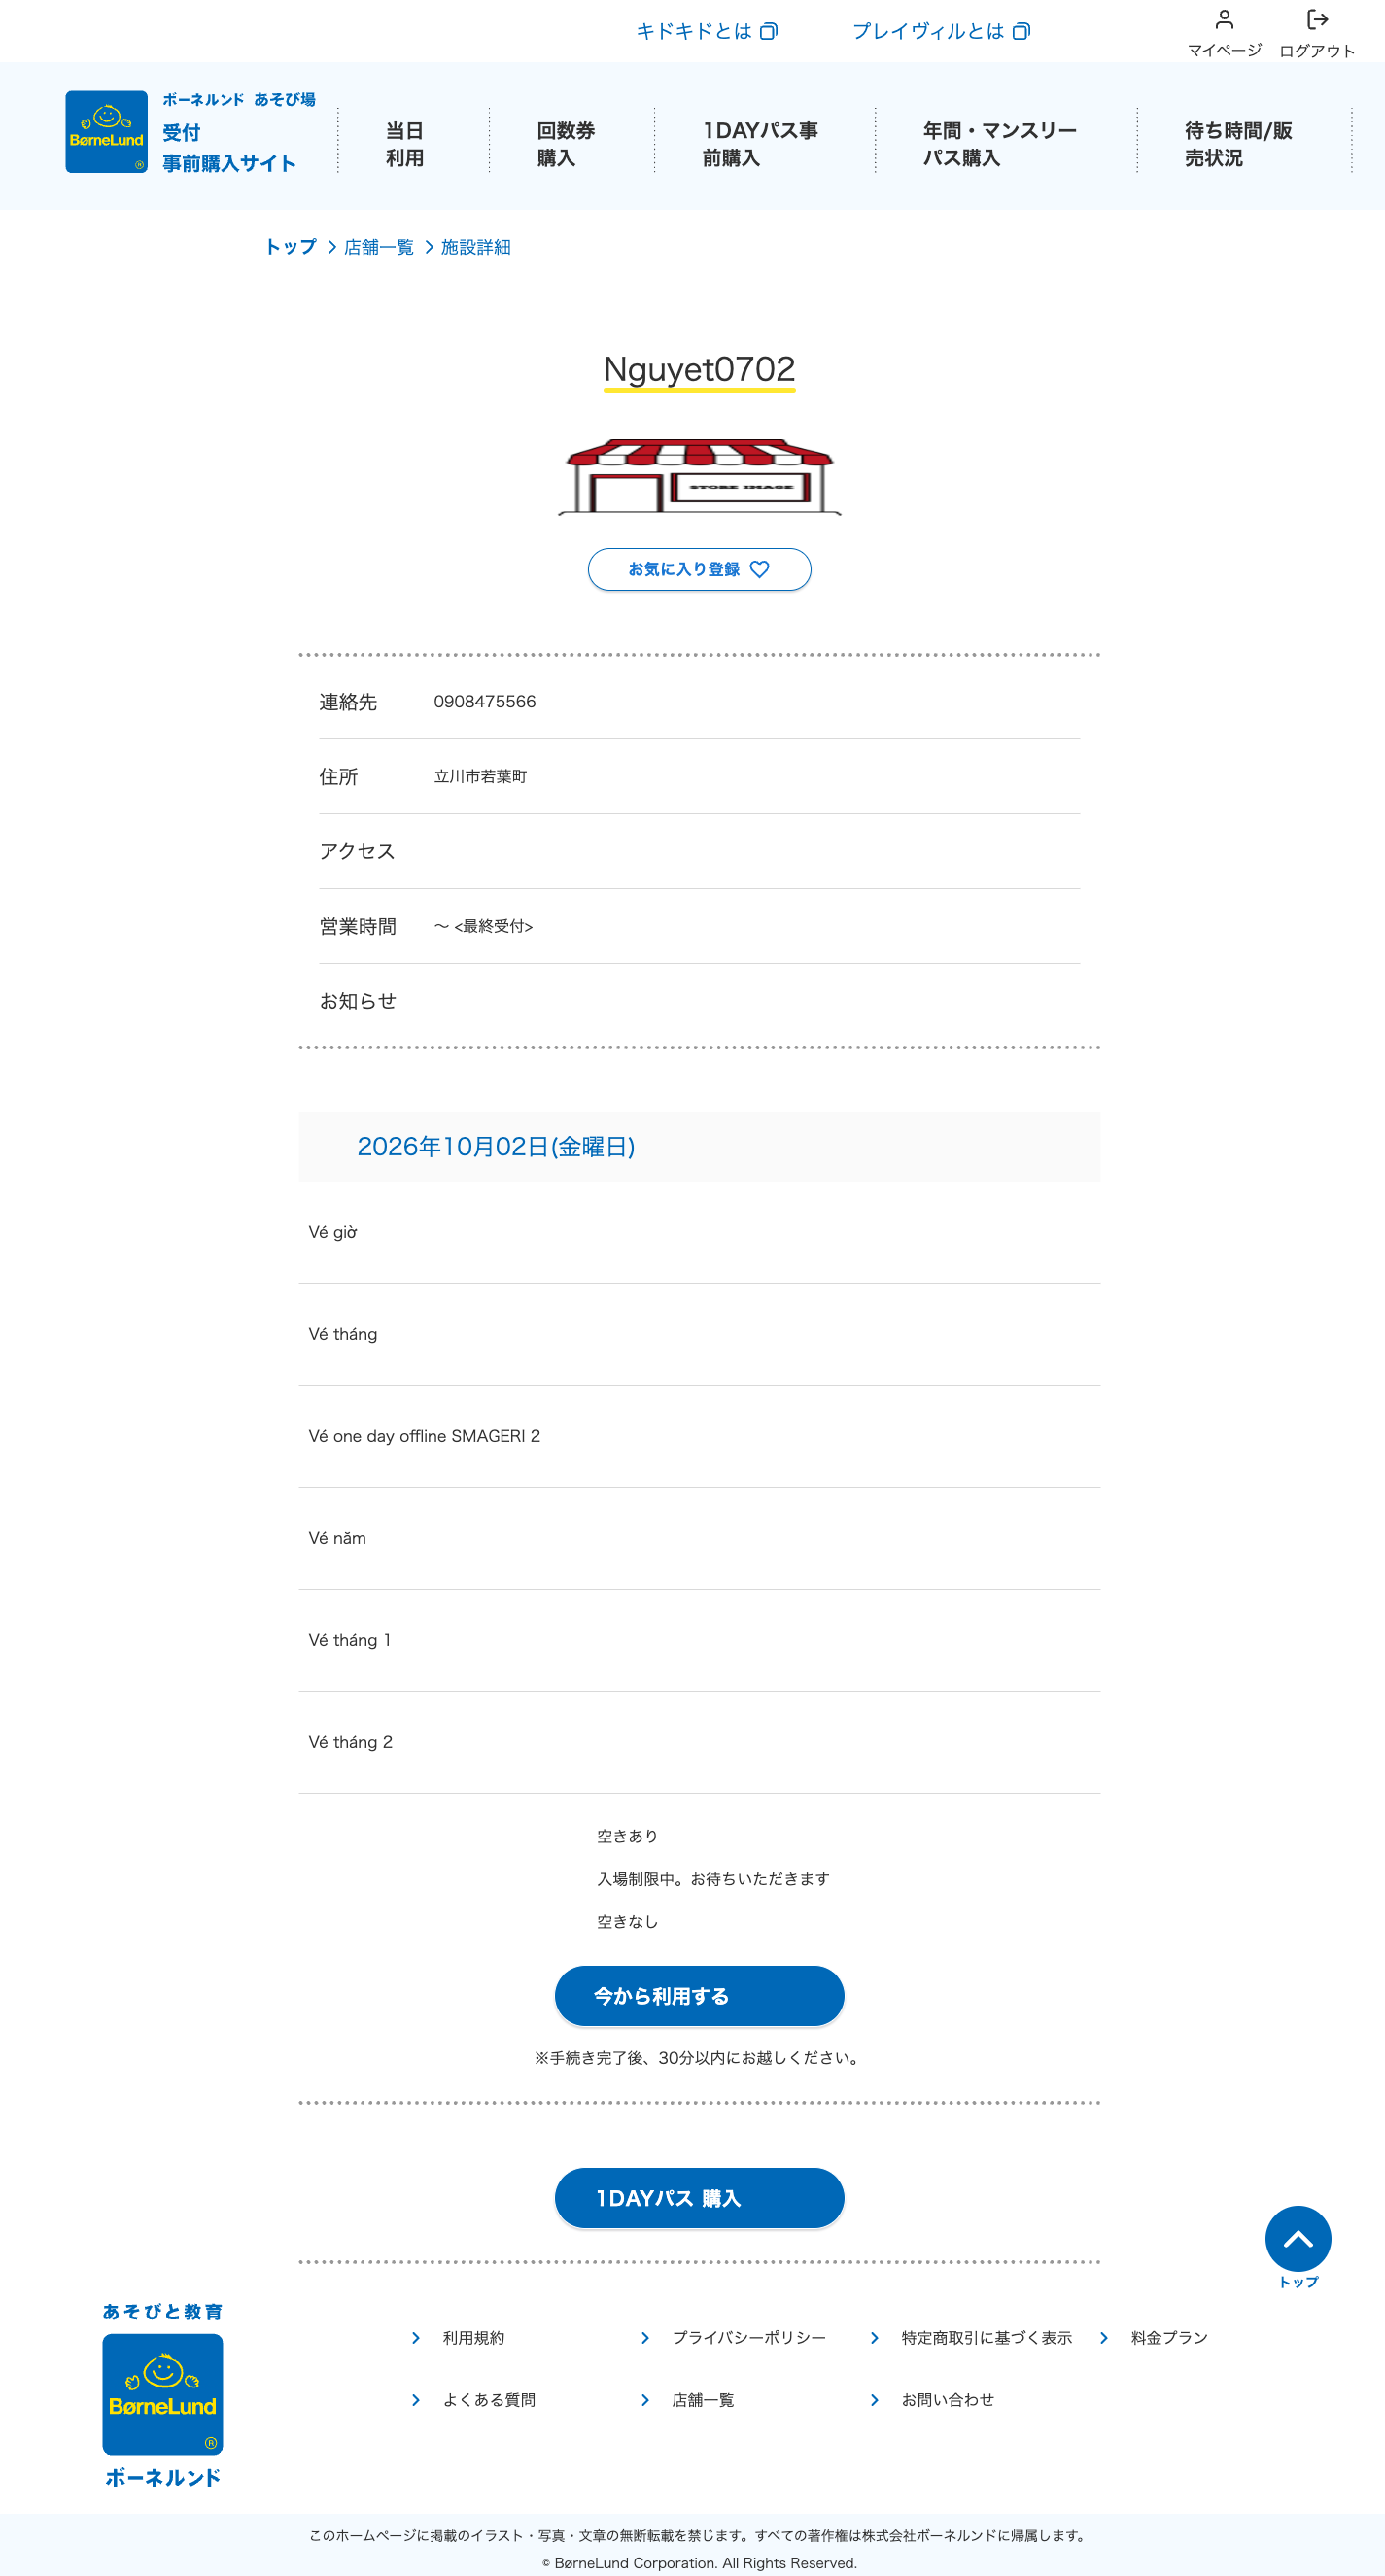 キドキドとは
プレイヴィルとは
マイページ
ログアウト
BørneLund
®
ボーネルンド あそび場
受付
事前購入サイト
当日
利用
回数券
購入
1DAYパス事
前購入
年間・マンスリー
パス購入
待ち時間/販
売状況
トップ
店舗一覧
施設詳細
Nguyet0702
STORE IMAGE
お気に入り登録
連絡先 0908475566
住所 立川市若葉町
アクセス
営業時間 〜 <最終受付>
お知らせ
2026年10月02日(金曜日)
Vé giờ
Vé tháng
Vé one day offline SMAGERI 2
Vé năm
Vé tháng 1
Vé tháng 2
空きあり
入場制限中。お待ちいただきます
空きなし
今から利用する
※手続き完了後、30分以内にお越しください。
1DAYパス 購入
トップ
あそびと教育
BørneLund
®
ボーネルンド
利用規約
プライバシーポリシー
特定商取引に基づく表示
料金プラン
よくある質問
店舗一覧
お問い合わせ
このホームページに掲載のイラスト・写真・文章の無断転載を禁じます。すべての著作権は株式会社ボーネルンドに帰属します。
© BørneLund Corporation. All Rights Reserved.